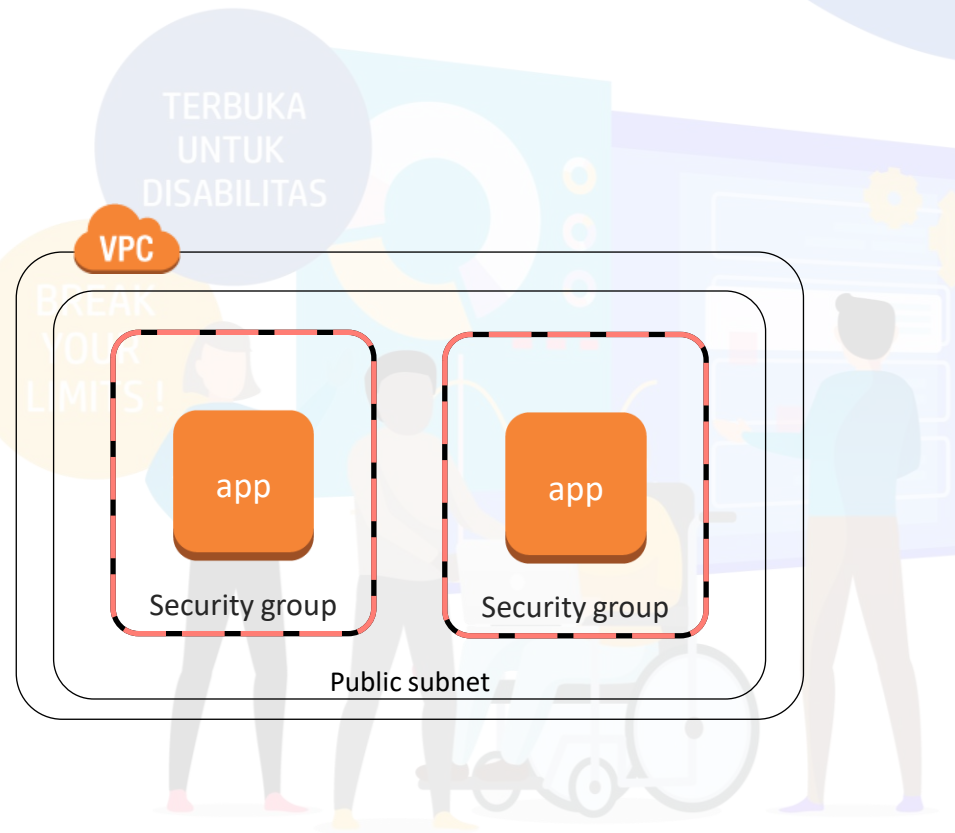 TERBUKA
UNTUK
DISABILITAS
VPC
BREAK
YOUR
LIMITS !
app
app
Security group
Security group
Public subnet